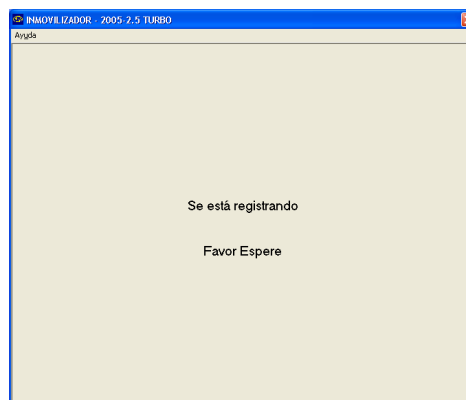 INMOVILIZADOR - 2005-2.5 TURBO
Ayuda
Se está registrando
Favor Espere